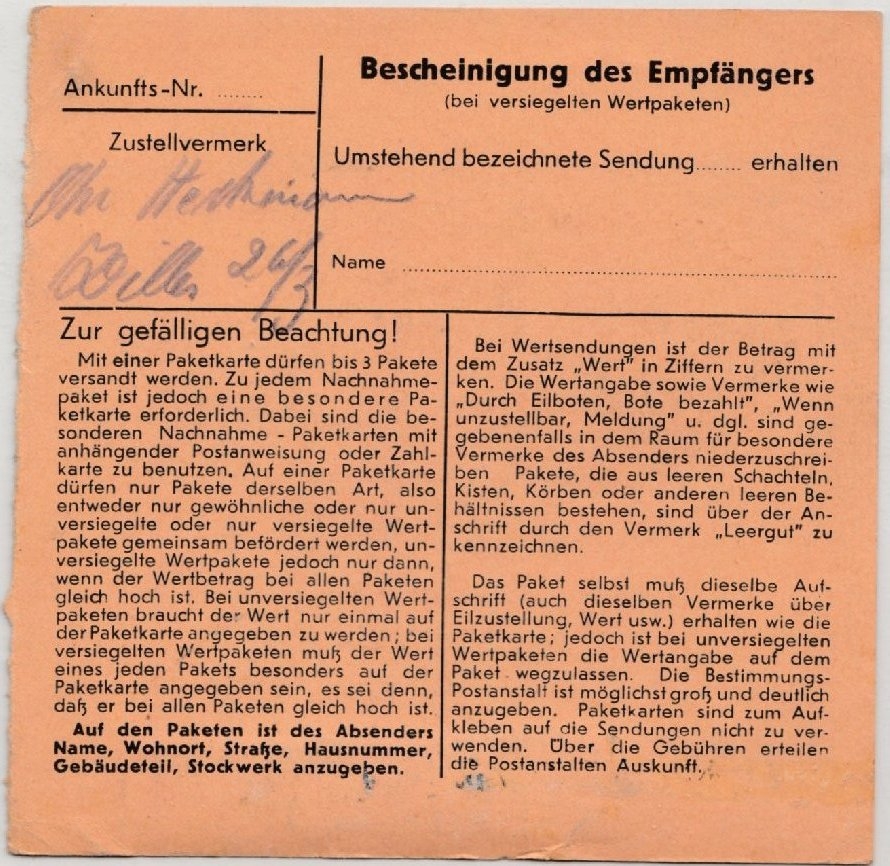 Ankunfts-Nr. ........
Zustellvermerk
26/3
Bescheinigung des Empfängers
(bei versiegelten Wertpaketen)
Umstehend bezeichnete Sendung........ erhalten
Name ........................................
Zur gefälligen Beachtung!
Mit einer Paketkarte dürfen bis 3 Pakete
versandt werden. Zu jedem Nachnahme-
paket ist jedoch eine besondere Pa-
ketkarte erforderlich. Dabei sind die be-
sonderen Nachnahme - Paketkarten mit
anhängender Postanweisung oder Zahl-
karte zu benutzen. Auf einer Paketkarte
dürfen nur Pakete derselben Art, also
entweder nur gewöhnliche oder nur un-
versiegelte oder nur versiegelte Wert-
pakete gemeinsam befördert werden, un-
versiegelte Wertpakete jedoch nur dann,
wenn der Wertbetrag bei allen Paketen
gleich hoch ist. Bei unversiegelten Wert-
paketen braucht der Wert nur einmal auf
der Paketkarte angegeben zu werden; bei
versiegelten Wertpaketen muß der Wert
eines jeden Pakets besonders auf der
Paketkarte angegeben sein, es sei denn,
daß er bei allen Paketen gleich hoch ist.
Auf den Paketen ist des Absenders
Name, Wohnort, Straße, Hausnummer,
Gebäudeteil, Stockwerk anzugeben.
Bei Wertsendungen ist der Betrag mit
dem Zusatz „Wert" in Ziffern zu vermer-
ken. Die Wertangabe sowie Vermerke wie
„Durch Eilboten, Bote bezahlt", „Wenn
unzustellbar, Meldung" u. dgl. sind ge-
gebenenfalls in dem Raum für besondere
Vermerke des Absenders niederzuschrei-
ben Pakete, die aus leeren Schachteln,
Kisten, Körben oder anderen leeren Be-
hältnissen bestehen, sind über der An-
schrift durch den Vermerk „Leergut" zu
kennzeichnen.
Das Paket selbst muß dieselbe Auf-
schrift (auch dieselben Vermerke über
Eilzustellung, Wert usw.) erhalten wie die
Paketkarte; jedoch ist bei unversiegelten
Wertpaketen die Wertangabe auf dem
Paket wegzulassen. Die Bestimmungs-
Postanstalt ist möglichst groß und deutlich
anzugeben. Paketkarten sind zum Auf-
kleben auf die Sendungen nicht zu ver-
wenden. Über die Gebühren erteilen
die Postanstalten Auskunft.